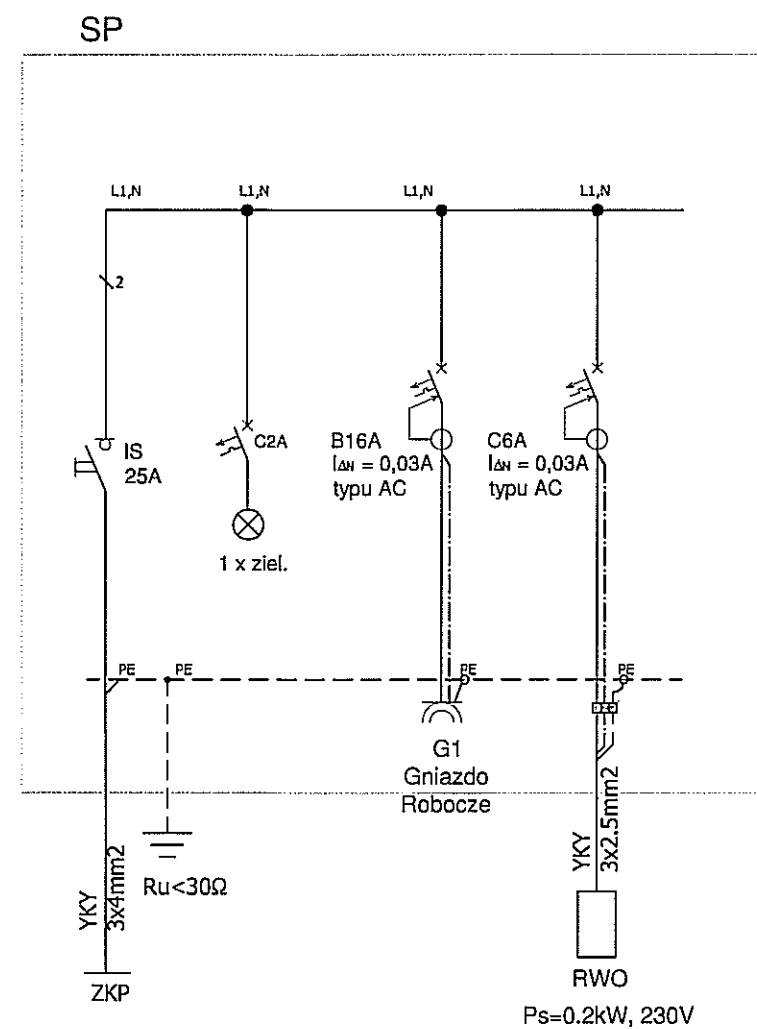 SP
L1,N
L1,N
L1,N
L1,N
2
IS
25A
C2A
B16A
IΔN = 0,03A
typu AC
C6A
IΔN = 0,03A
typu AC
1 x ziel.
PE
PE
PE
PE
G1
Gniazdo
Robocze
YKY
3x4mm2
Ru<30Ω
YKY
3x2.5mm2
ZKP
RWO
Ps=0.2kW, 230V